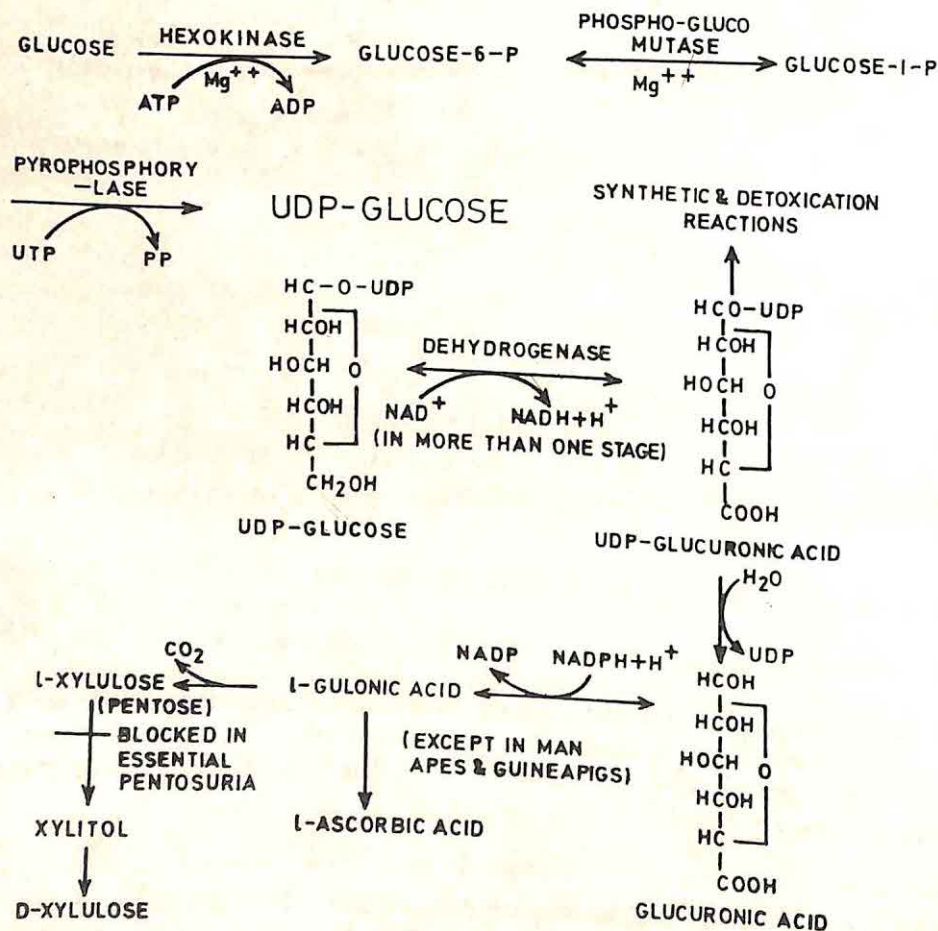 GLUCOSE
HEXOKINASE
Mg++
ATP
ADP
GLUCOSE-6-P
PHOSPHO-GLUCO
MUTASE
Mg++
GLUCOSE-1-P
PYROPHOSPHORY
-LASE
UTP
PP
UDP-GLUCOSE
SYNTHETIC & DETOXICATION
REACTIONS
HC-O-UDP
HCOH
HOCH O
HCOH
HC
CH2OH
UDP-GLUCOSE
DEHYDROGENASE
NAD+
NADH+H+
(IN MORE THAN ONE STAGE)
HCO-UDP
HCOH
HOCH O
HCOH
HC
COOH
UDP-GLUCURONIC ACID
H2O
UDP
HCOH
HCOH
HOCH O
HCOH
HC
COOH
GLUCURONIC ACID
NADP
NADPH+H+
l-GULONIC ACID
(EXCEPT IN MAN
APES & GUINEAPIGS)
l-ASCORBIC ACID
CO2
l-XYLULOSE
(PENTOSE)
BLOCKED IN
ESSENTIAL
PENTOSURIA
XYLITOL
D-XYLULOSE